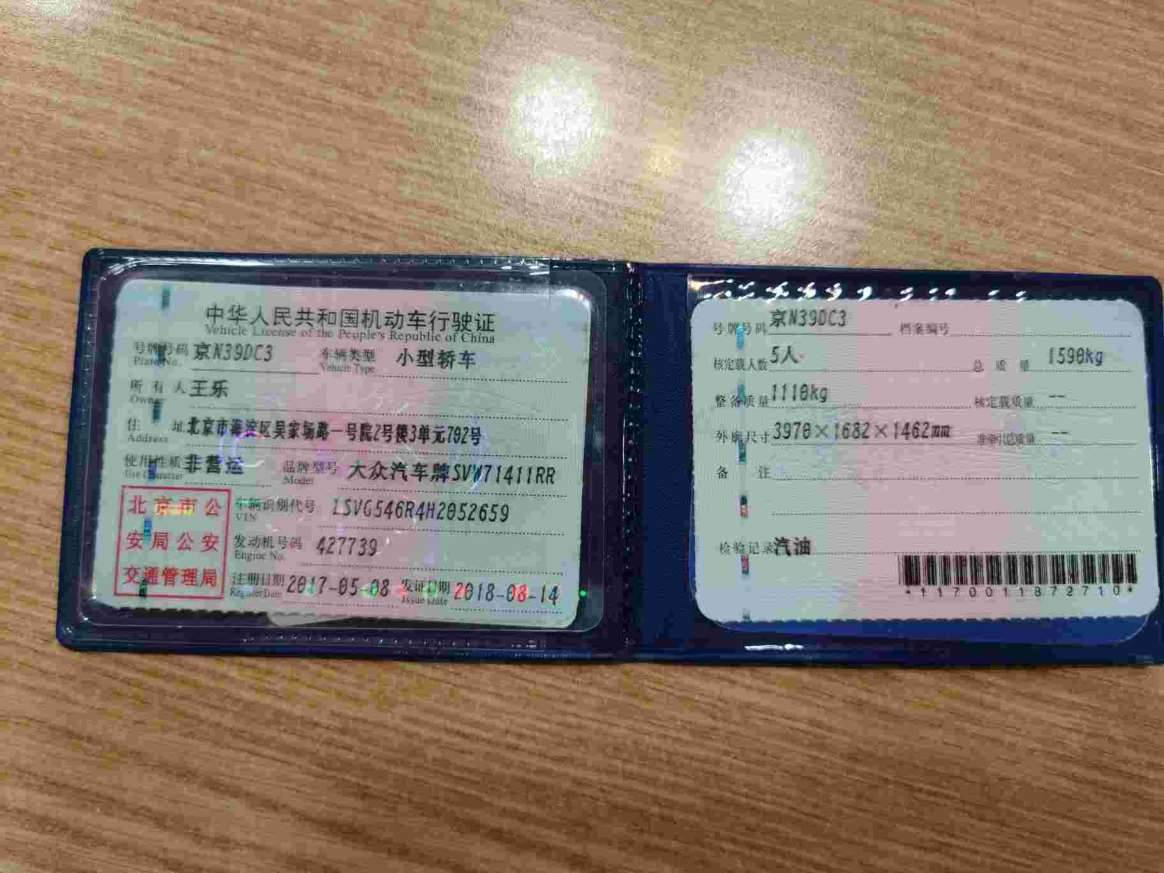 中华人民共和国机动车行驶证
Vehicle License of the People's Republic of China
号牌号码 京N39DC3 车辆类型 小型轿车
Plate No. Vehicle Type
所有人 王乐
Owner
住址 北京市海淀区吴家场路一号院2号楼3单元702号
Address
使用性质 非营运 品牌型号 大众汽车牌SVW71411RR
Use Character Model
北京市公
安局公安
交通管理局
车辆识别代号 LSVG546R4H2052659
VIN
发动机号码 427739
Engine No.
注册日期 2017-05-08 发证日期 2018-08-14
Register Date Issue Date
号牌号码 京N39DC3 档案编号
核定载人数 5人 总质量 1590kg
整备质量 1110kg 核定载质量 --
外廓尺寸 3970×1682×1462mm 准牵引总质量 --
备注
检验记录 汽油
*1170011872710*